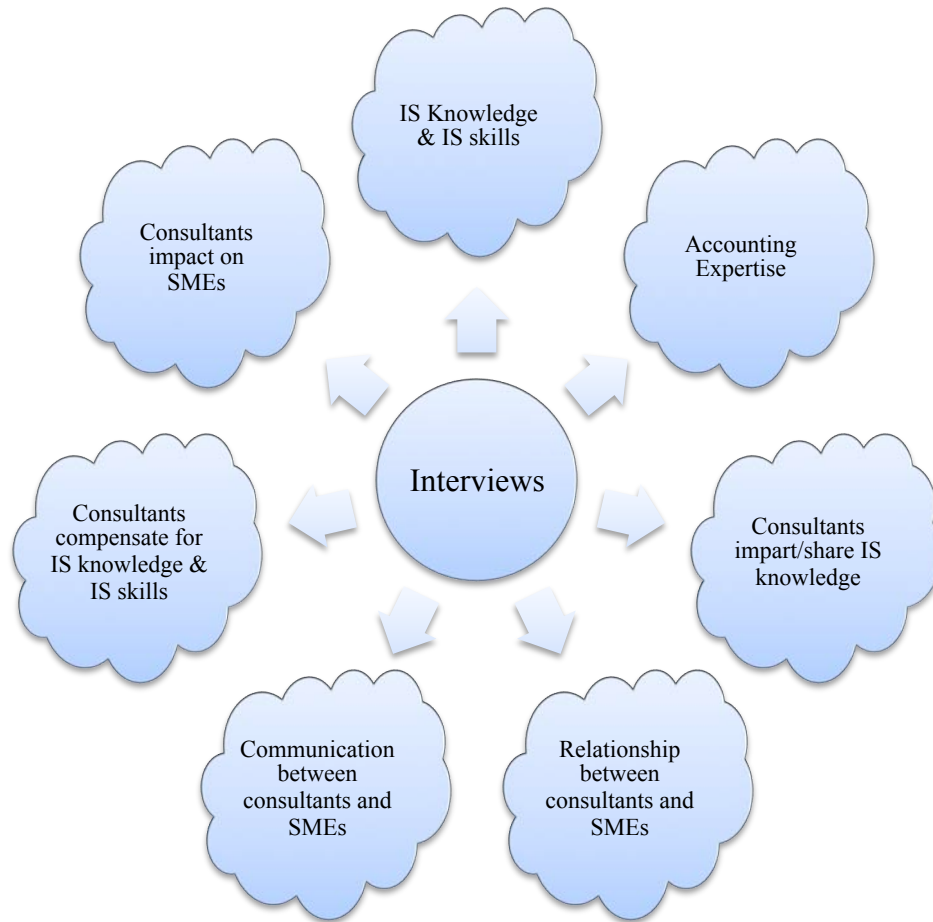 IS Knowledge
& IS skills
Accounting
Expertise
Consultants
impart/share IS
knowledge
Relationship
between
consultants and
SMEs
Communication
between
consultants and
SMEs
Consultants
compensate for
IS knowledge &
IS skills
Consultants
impact on
SMEs
Interviews